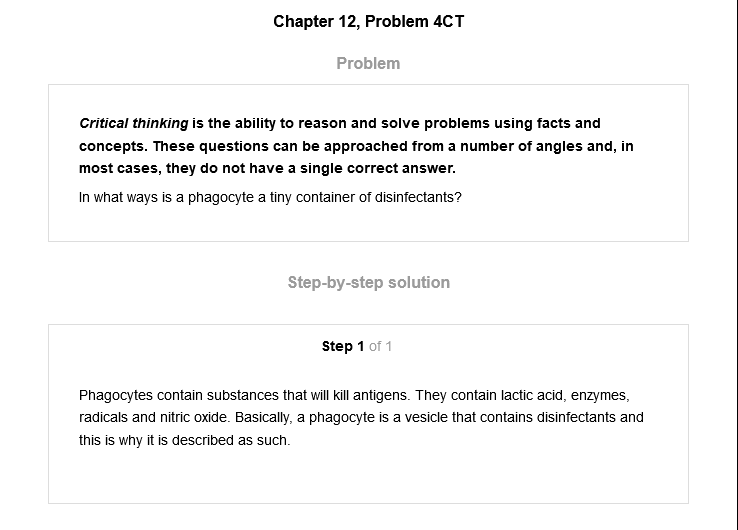 Chapter 12, Problem 4CT
Problem
Critical thinking is the ability to reason and solve problems using facts and
concepts. These questions can be approached from a number of angles and, in
most cases, they do not have a single correct answer.
In what ways is a phagocyte a tiny container of disinfectants?
Step-by-step solution
Step 1 of 1
Phagocytes contain substances that will kill antigens. They contain lactic acid, enzymes,
radicals and nitric oxide. Basically, a phagocyte is a vesicle that contains disinfectants and
this is why it is described as such.